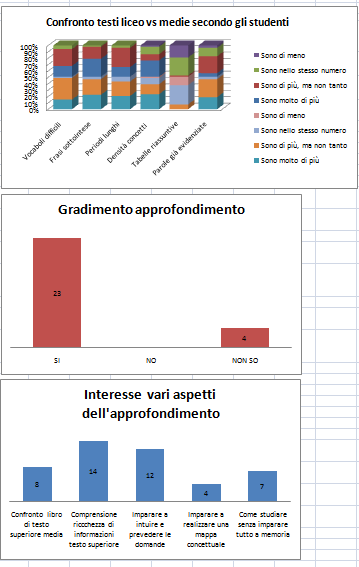 Confronto testi liceo vs medie secondo gli studenti
100%
90%
80%
70%
60%
50%
40%
30%
20%
10%
0%
Vocaboli difficili
Frasi sottointese
Periodi lunghi
Densità concetti
Tabelle riassuntive
Parole già evidenziate
Sono di meno
Sono nello stesso numero
Sono di più, ma non tanto
Sono molto di più
Sono di meno
Sono nello stesso numero
Sono di più, ma non tanto
Sono molto di più
Gradimento approfondimento
23
4
SI
NO
NON SO
Interesse vari aspetti
dell'approfondimento
8
14
12
4
7
Confronto libro
di testo
superiore media
Comprensione
ricchezza di
informazioni
testo superiore
Imparare a
intuire e
prevedere le
domande
Imparare a
realizzare una
mappa
concettuale
Come studiare
senza imparare
tutto a memoria